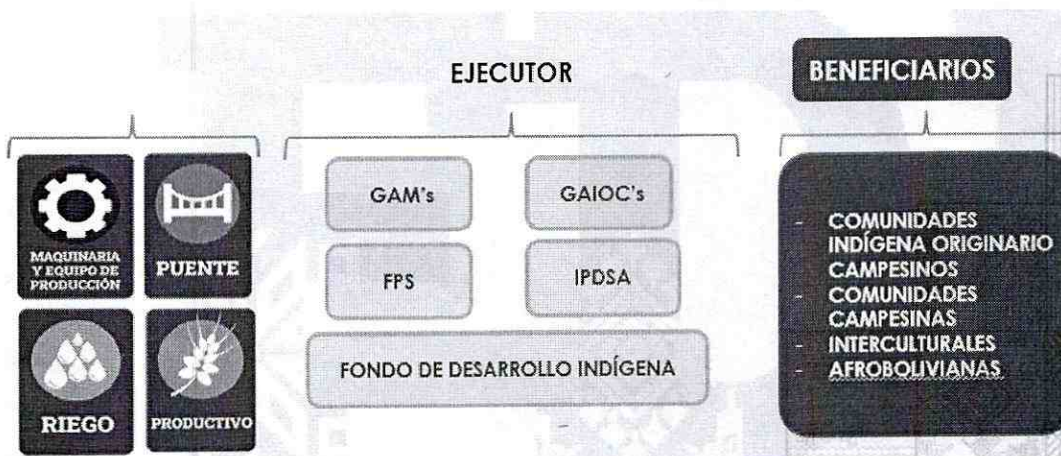 EJECUTOR
BENEFICIARIOS
MAQUINARIA
Y EQUIPO DE
PRODUCCIÓN
PUENTE
RIEGO
PRODUCTIVO
GAM's
GAIOC's
FPS
IPDSA
FONDO DE DESARROLLO INDÍGENA
- COMUNIDADES
INDÍGENA ORIGINARIO
CAMPESINOS
- COMUNIDADES
CAMPESINAS
- INTERCULTURALES
- AFROBOLIVIANAS